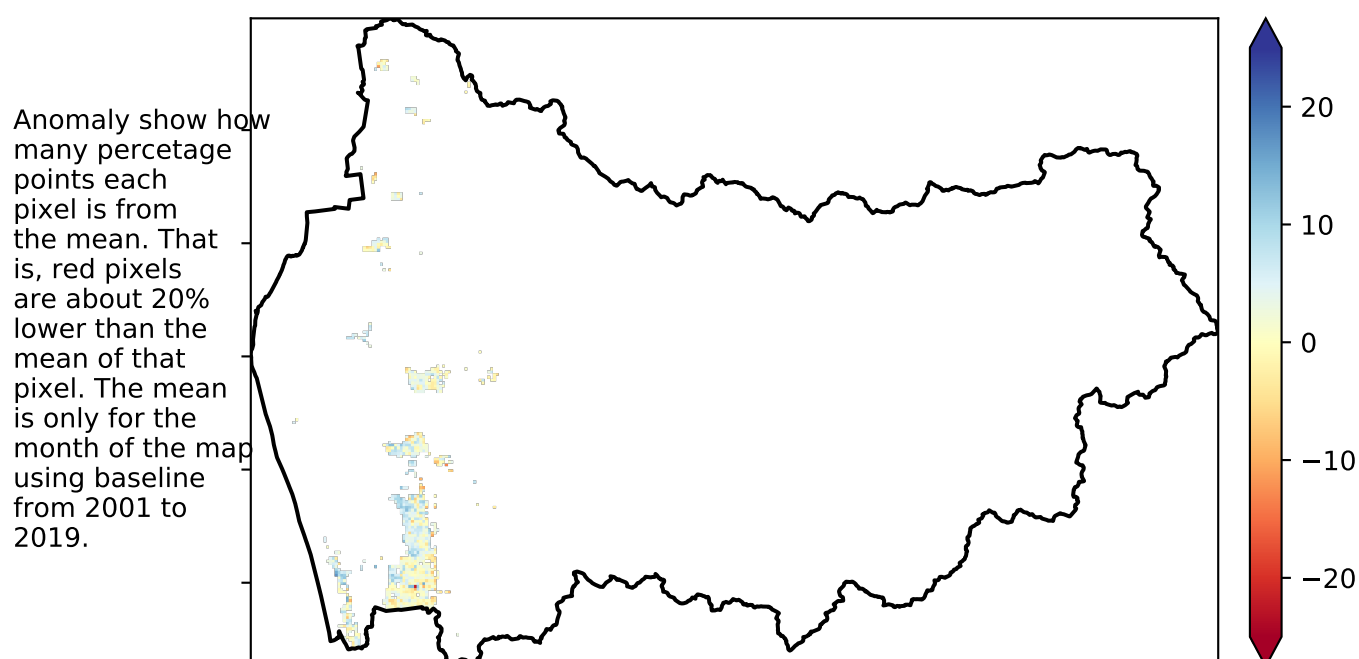 Anomaly show how
many percetage
points each
pixel is from
the mean. That
is, red pixels
are about 20%
lower than the
mean of that
pixel. The mean
is only for the
month of the map
using baseline
from 2001 to
2019.
20
10
0
−10
−20